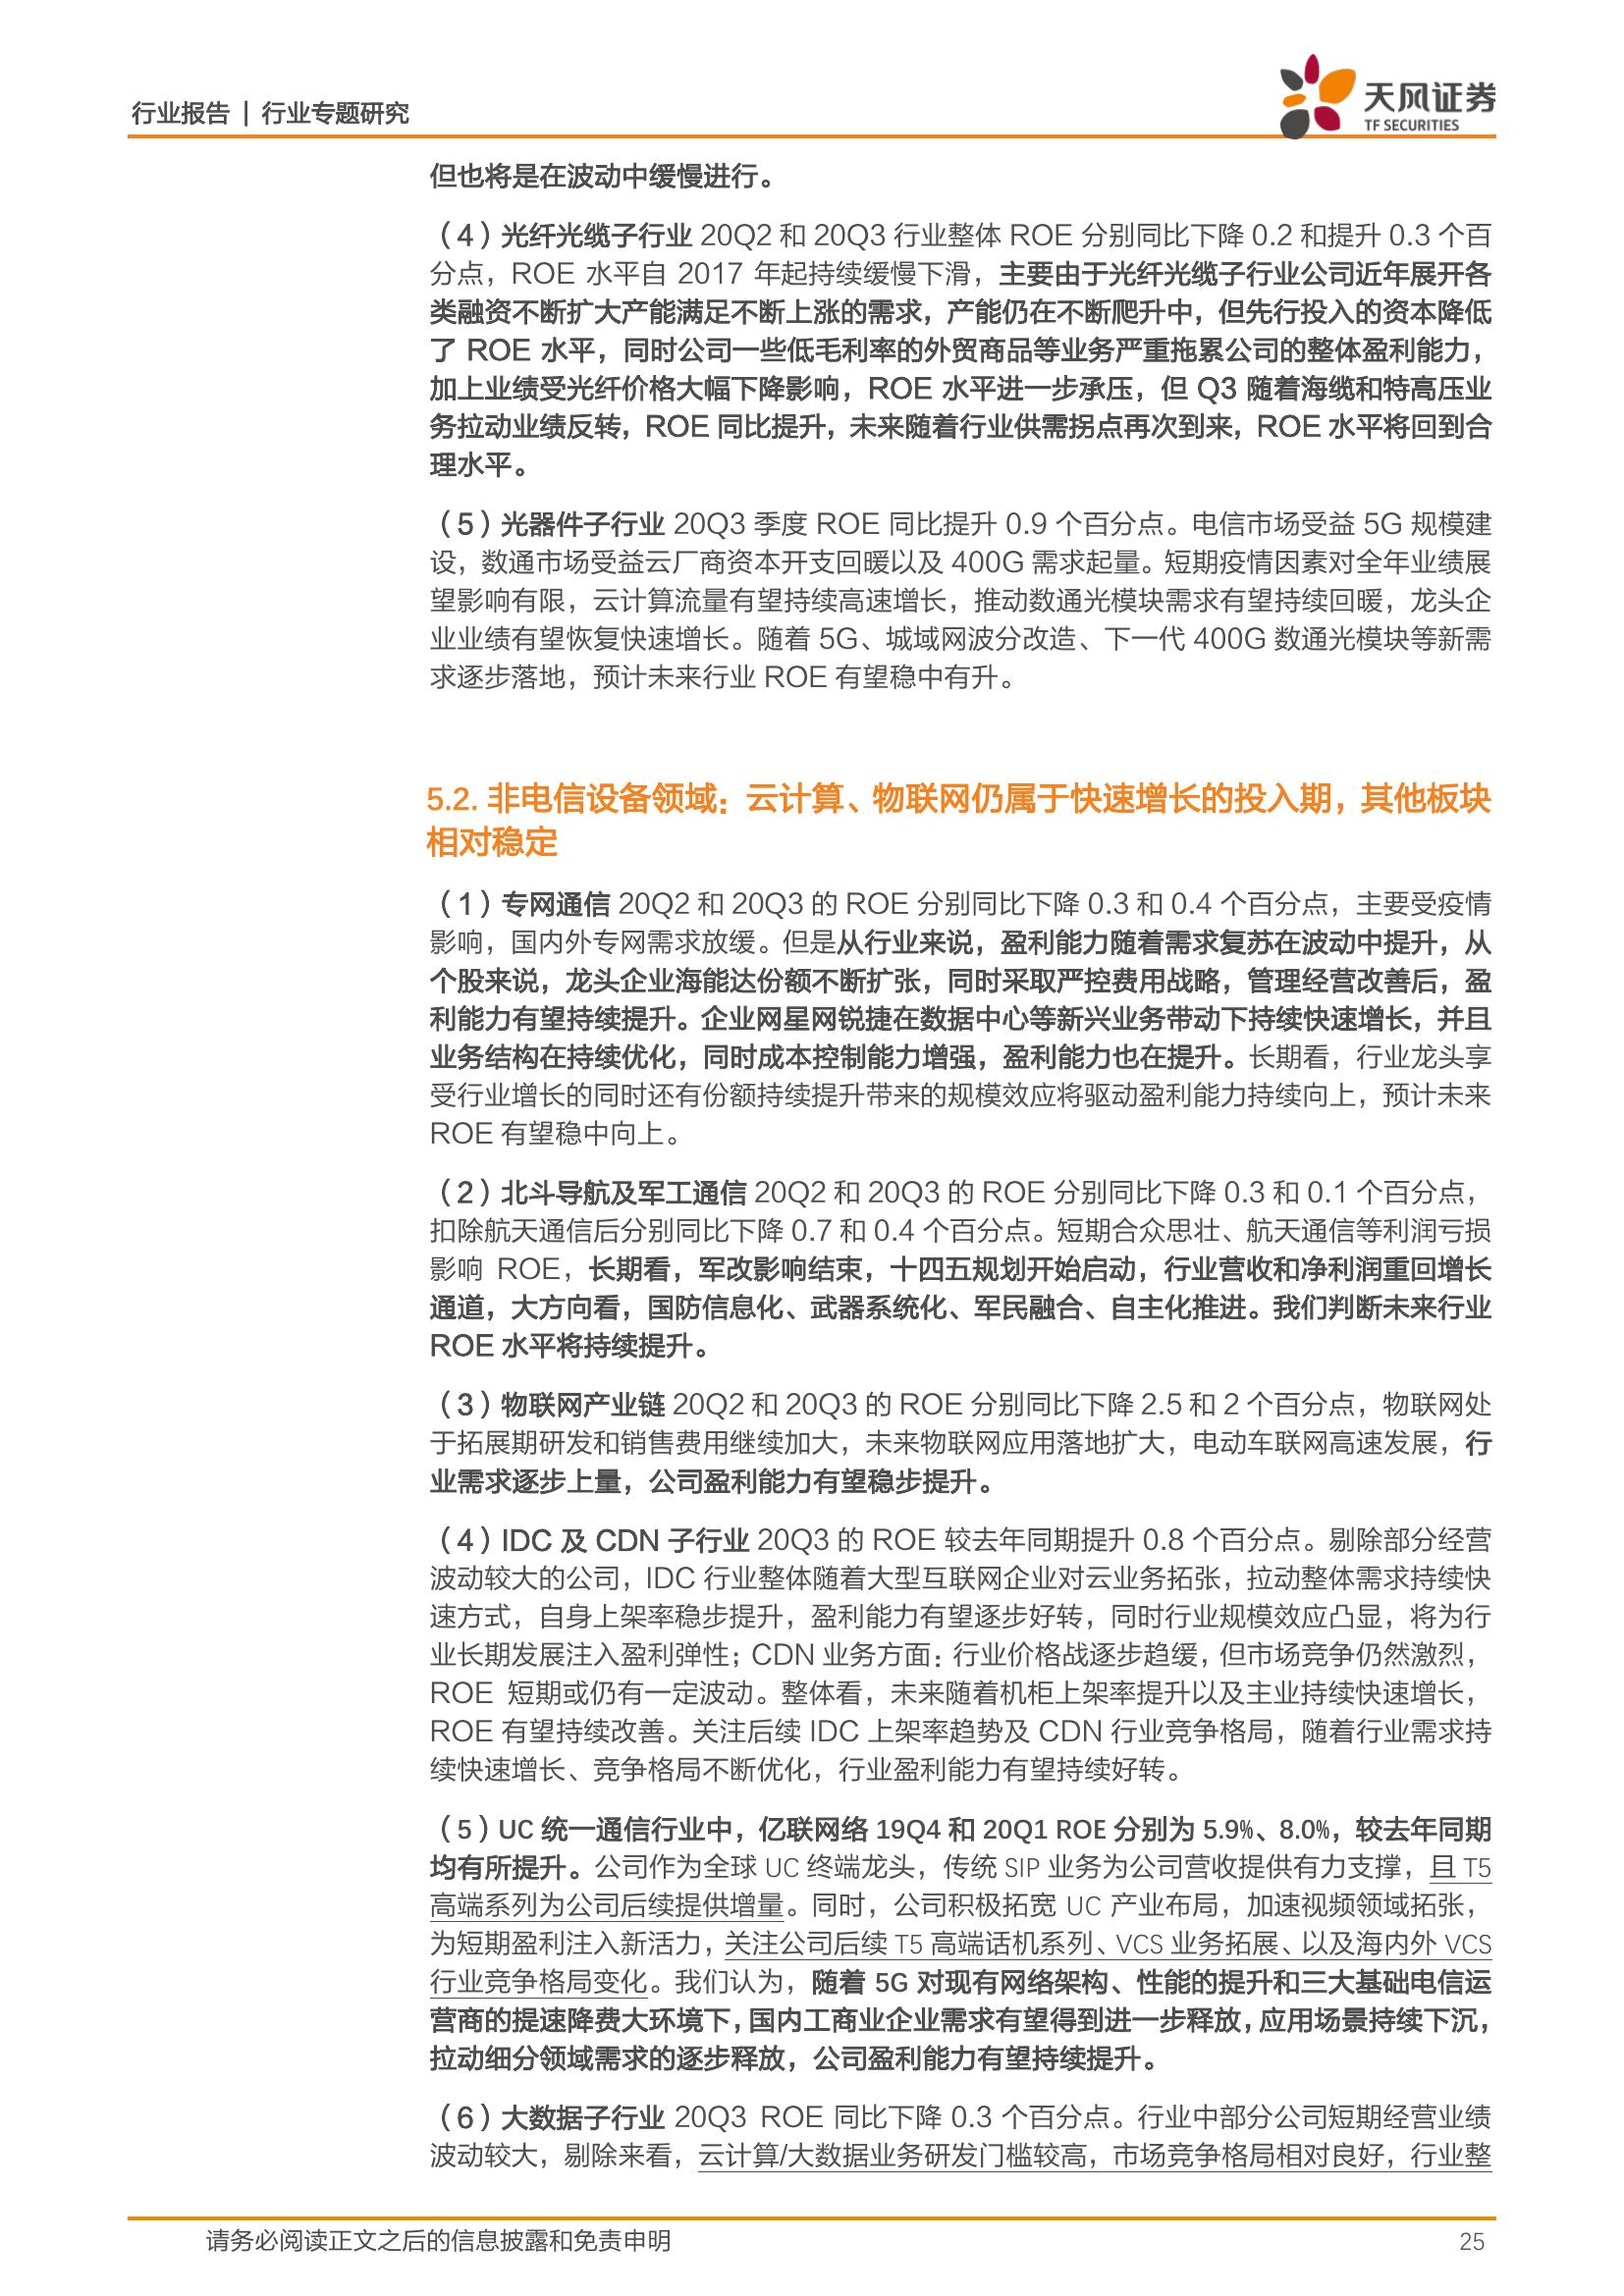 行业报告 | 行业专题研究
天风证券
TF SECURITIES
但也将是在波动中缓慢进行。
（4）光纤光缆子行业 20Q2 和 20Q3 行业整体 ROE 分别同比下降 0.2 和提升 0.3 个百
分点，ROE 水平自 2017 年起持续缓慢下滑，主要由于光纤光缆子行业公司近年展开各
类融资不断扩大产能满足不断上涨的需求，产能仍在不断爬升中，但先行投入的资本降低
了 ROE 水平，同时公司一些低毛利率的外贸商品等业务严重拖累公司的整体盈利能力，
加上业绩受光纤价格大幅下降影响，ROE 水平进一步承压，但 Q3 随着海缆和特高压业
务拉动业绩反转，ROE 同比提升，未来随着行业供需拐点再次到来，ROE 水平将回到合
理水平。
（5）光器件子行业 20Q3 季度 ROE 同比提升 0.9 个百分点。电信市场受益 5G 规模建
设，数通市场受益云厂商资本开支回暖以及 400G 需求起量。短期疫情因素对全年业绩展
望影响有限，云计算流量有望持续高速增长，推动数通光模块需求有望持续回暖，龙头企
业业绩有望恢复快速增长。随着 5G、城域网波分改造、下一代 400G 数通光模块等新需
求逐步落地，预计未来行业 ROE 有望稳中有升。
5.2. 非电信设备领域：云计算、物联网仍属于快速增长的投入期，其他板块
相对稳定
（1）专网通信 20Q2 和 20Q3 的 ROE 分别同比下降 0.3 和 0.4 个百分点，主要受疫情
影响，国内外专网需求放缓。但是从行业来说，盈利能力随着需求复苏在波动中提升，从
个股来说，龙头企业海能达份额不断扩张，同时采取严控费用战略，管理经营改善后，盈
利能力有望持续提升。企业网星网锐捷在数据中心等新兴业务带动下持续快速增长，并且
业务结构在持续优化，同时成本控制能力增强，盈利能力也在提升。长期看，行业龙头享
受行业增长的同时还有份额持续提升带来的规模效应将驱动盈利能力持续向上，预计未来
ROE 有望稳中向上。
（2）北斗导航及军工通信 20Q2 和 20Q3 的 ROE 分别同比下降 0.3 和 0.1 个百分点，
扣除航天通信后分别同比下降 0.7 和 0.4 个百分点。短期合众思壮、航天通信等利润亏损
影响 ROE，长期看，军改影响结束，十四五规划开始启动，行业营收和净利润重回增长
通道，大方向看，国防信息化、武器系统化、军民融合、自主化推进。我们判断未来行业
ROE 水平将持续提升。
（3）物联网产业链 20Q2 和 20Q3 的 ROE 分别同比下降 2.5 和 2 个百分点，物联网处
于拓展期研发和销售费用继续加大，未来物联网应用落地扩大，电动车联网高速发展，行
业需求逐步上量，公司盈利能力有望稳步提升。
（4）IDC 及 CDN 子行业 20Q3 的 ROE 较去年同期提升 0.8 个百分点。剔除部分经营
波动较大的公司，IDC 行业整体随着大型互联网企业对云业务拓张，拉动整体需求持续快
速方式，自身上架率稳步提升，盈利能力有望逐步好转，同时行业规模效应凸显，将为行
业长期发展注入盈利弹性；CDN 业务方面：行业价格战逐步趋缓，但市场竞争仍然激烈，
ROE 短期或仍有一定波动。整体看，未来随着机柜上架率提升以及主业持续快速增长，
ROE 有望持续改善。关注后续 IDC 上架率趋势及 CDN 行业竞争格局，随着行业需求持
续快速增长、竞争格局不断优化，行业盈利能力有望持续好转。
（5）UC 统一通信行业中，亿联网络 19Q4 和 20Q1 ROE 分别为 5.9%、8.0%，较去年同期
均有所提升。公司作为全球 UC 终端龙头，传统 SIP 业务为公司营收提供有力支撑，且 T5
高端系列为公司后续提供增量。同时，公司积极拓宽 UC 产业布局，加速视频领域拓张，
为短期盈利注入新活力，关注公司后续 T5 高端话机系列、VCS 业务拓展、以及海内外 VCS
行业竞争格局变化。我们认为，随着 5G 对现有网络架构、性能的提升和三大基础电信运
营商的提速降费大环境下，国内工商业企业需求有望得到进一步释放，应用场景持续下沉，
拉动细分领域需求的逐步释放，公司盈利能力有望持续提升。
（6）大数据子行业 20Q3 ROE 同比下降 0.3 个百分点。行业中部分公司短期经营业绩
波动较大，剔除来看，云计算/大数据业务研发门槛较高，市场竞争格局相对良好，行业整
请务必阅读正文之后的信息披露和免责申明
25